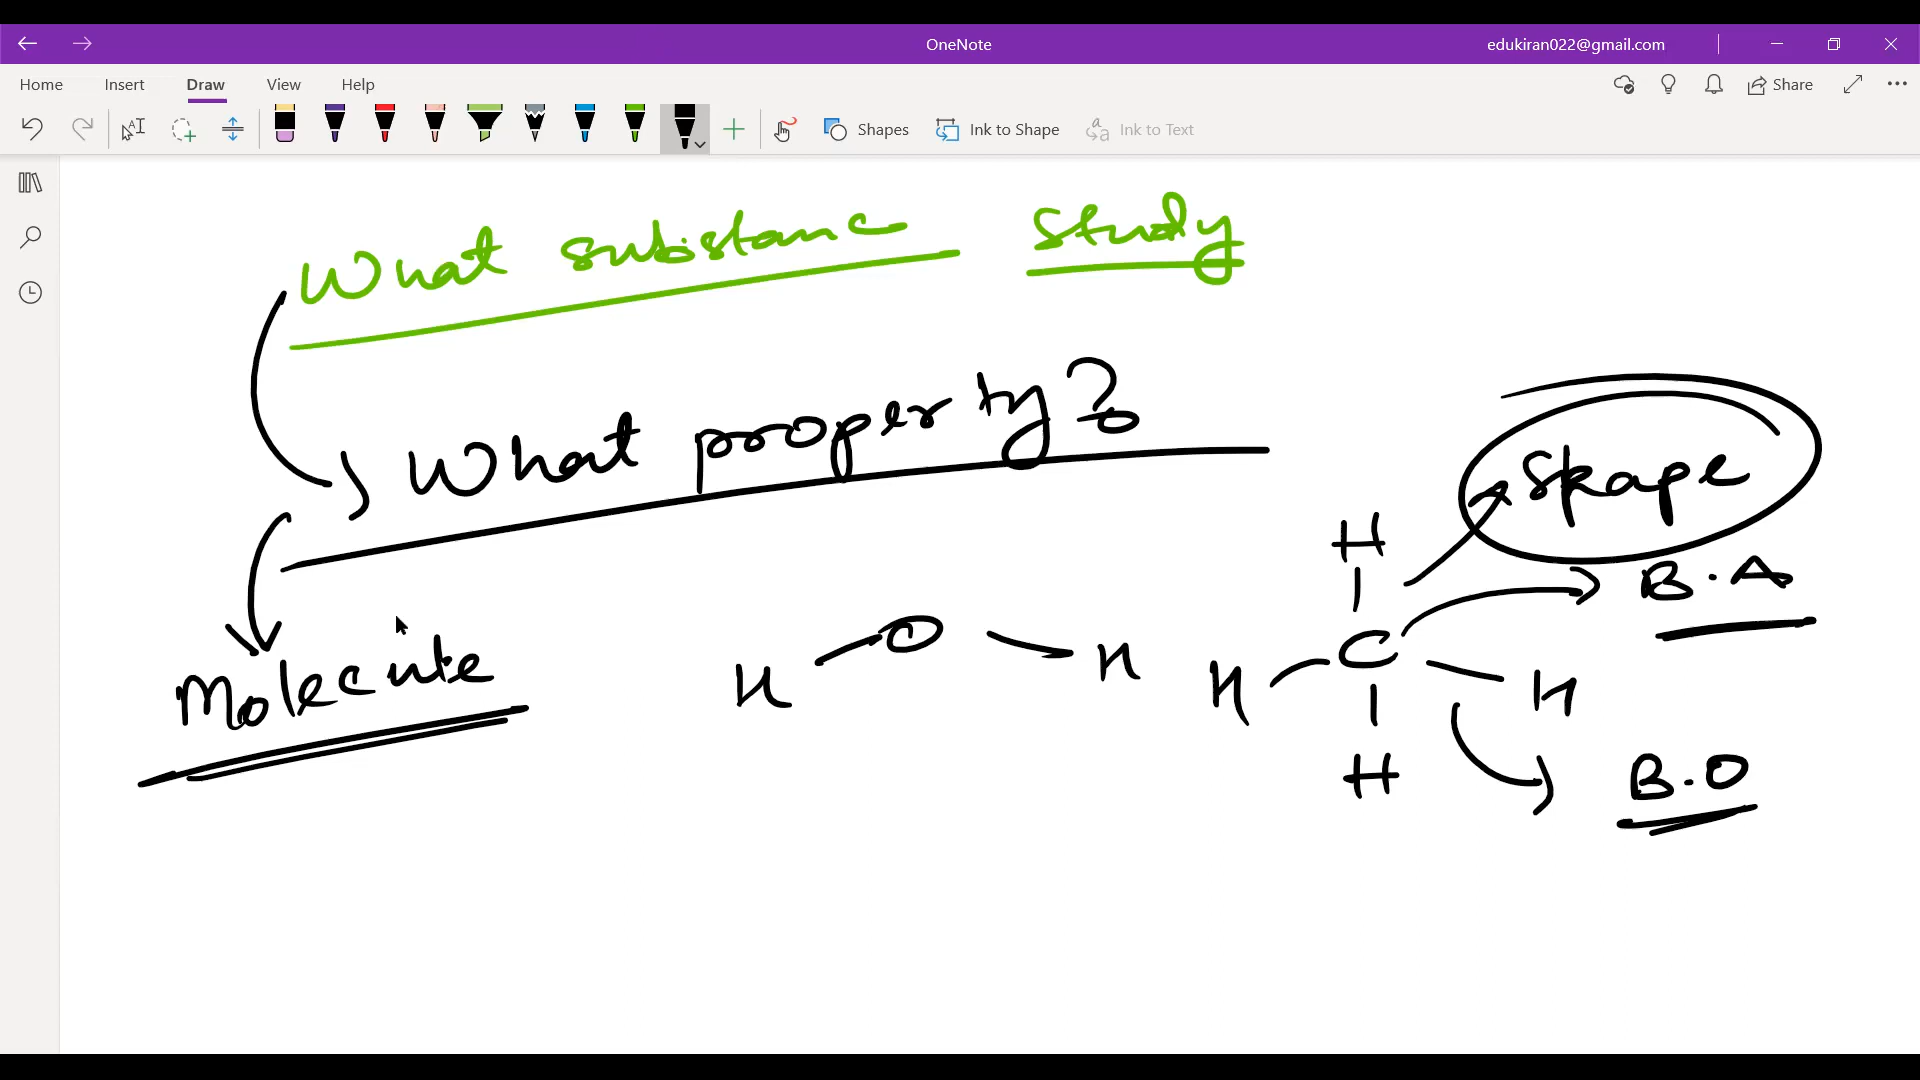 OneNote
edukiran022@gmail.com
Home Insert Draw View Help
Share
Shapes Ink to Shape Ink to Text
What substanc study
What property?
Shape
H
B.A
H O H H C H
Molecule
H
B.O